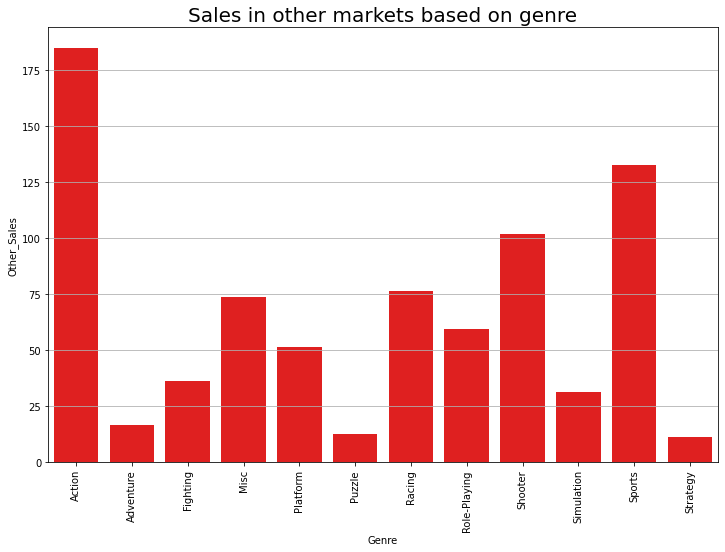 Sales in other markets based on genre
Other_Sales
175
150
125
100
75
50
25
0
Action
Adventure
Fighting
Misc
Platform
Puzzle
Racing
Role-Playing
Shooter
Simulation
Sports
Strategy
Genre